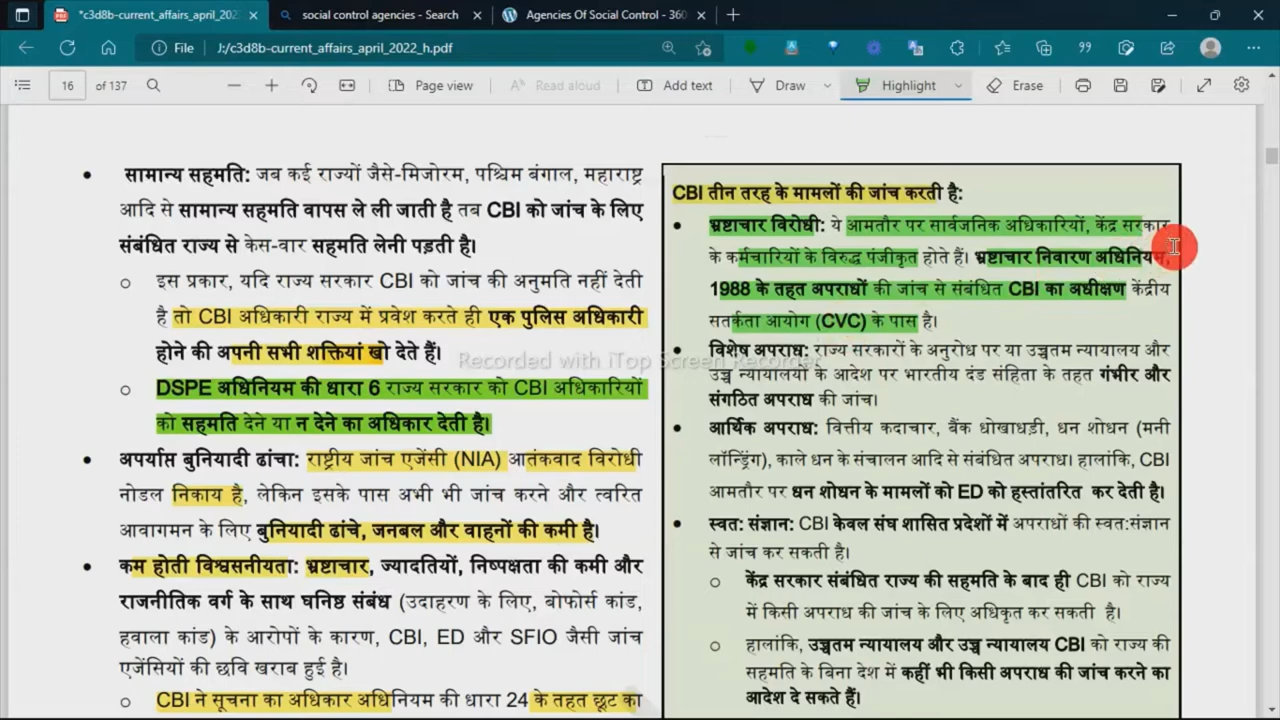 *c3d8b-current_affairs_april_202
social control agencies - Search
Agencies Of Social Control - 360
File
J:/c3d8b-current_affairs_april_2022_h.pdf
16 of 137
Page view
Read aloud
Add text
Draw
Highlight
Erase
सामान्य सहमति: जब कई राज्यों जैसे-मिजोरम, पश्चिम बंगाल, महाराष्ट्र
आदि से सामान्य सहमति वापस ले ली जाती है तब CBI को जांच के लिए
संबंधित राज्य से केस-वार सहमति लेनी पड़ती है।
इस प्रकार, यदि राज्य सरकार CBI को जांच की अनुमति नहीं देती
है तो CBI अधिकारी राज्य में प्रवेश करते ही एक पुलिस अधिकारी
होने की अपनी सभी शक्तियां खो देते हैं।
DSPE अधिनियम की धारा 6 राज्य सरकार को CBI अधिकारियों
को सहमति देने या न देने का अधिकार देती है।
अपर्याप्त बुनियादी ढांचा: राष्ट्रीय जांच एजेंसी (NIA) आतंकवाद विरोधी
नोडल निकाय है, लेकिन इसके पास अभी भी जांच करने और त्वरित
आवागमन के लिए बुनियादी ढांचे, जनबल और वाहनों की कमी है।
कम होती विश्वसनीयता: भ्रष्टाचार, ज्यादतियों, निष्पक्षता की कमी और
राजनीतिक वर्ग के साथ घनिष्ठ संबंध (उदाहरण के लिए, बोफोर्स कांड,
हवाला कांड) के आरोपों के कारण, CBI, ED और SFIO जैसी जांच
एजेंसियों की छवि खराब हुई है।
CBI ने सूचना का अधिकार अधिनियम की धारा 24 के तहत छूट का
CBI तीन तरह के मामलों की जांच करती है:
भ्रष्टाचार विरोधी: ये आमतौर पर सार्वजनिक अधिकारियों, केंद्र सरकार
के कर्मचारियों के विरुद्ध पंजीकृत होते हैं। भ्रष्टाचार निवारण अधिनियम,
1988 के तहत अपराधों की जांच से संबंधित CBI का अधीक्षण केंद्रीय
सतर्कता आयोग (CVC) के पास है।
विशेष अपराध: राज्य सरकारों के अनुरोध पर या उच्चतम न्यायालय और
उच्च न्यायालयों के आदेश पर भारतीय दंड संहिता के तहत गंभीर और
संगठित अपराध की जांच।
आर्थिक अपराध: वित्तीय कदाचार, बैंक धोखाधड़ी, धन शोधन (मनी
लॉन्ड्रिंग), काले धन के संचालन आदि से संबंधित अपराध। हालांकि, CBI
आमतौर पर धन शोधन के मामलों को ED को हस्तांतरित कर देती है।
स्वत: संज्ञान: CBI केवल संघ शासित प्रदेशों में अपराधों की स्वत:संज्ञान
से जांच कर सकती है।
केंद्र सरकार संबंधित राज्य की सहमति के बाद ही CBI को राज्य
में किसी अपराध की जांच के लिए अधिकृत कर सकती है।
हालांकि, उच्चतम न्यायालय और उच्च न्यायालय CBI को राज्य की
सहमति के बिना देश में कहीं भी किसी अपराध की जांच करने का
आदेश दे सकते हैं।
Recorded with iTop Screen Recorder